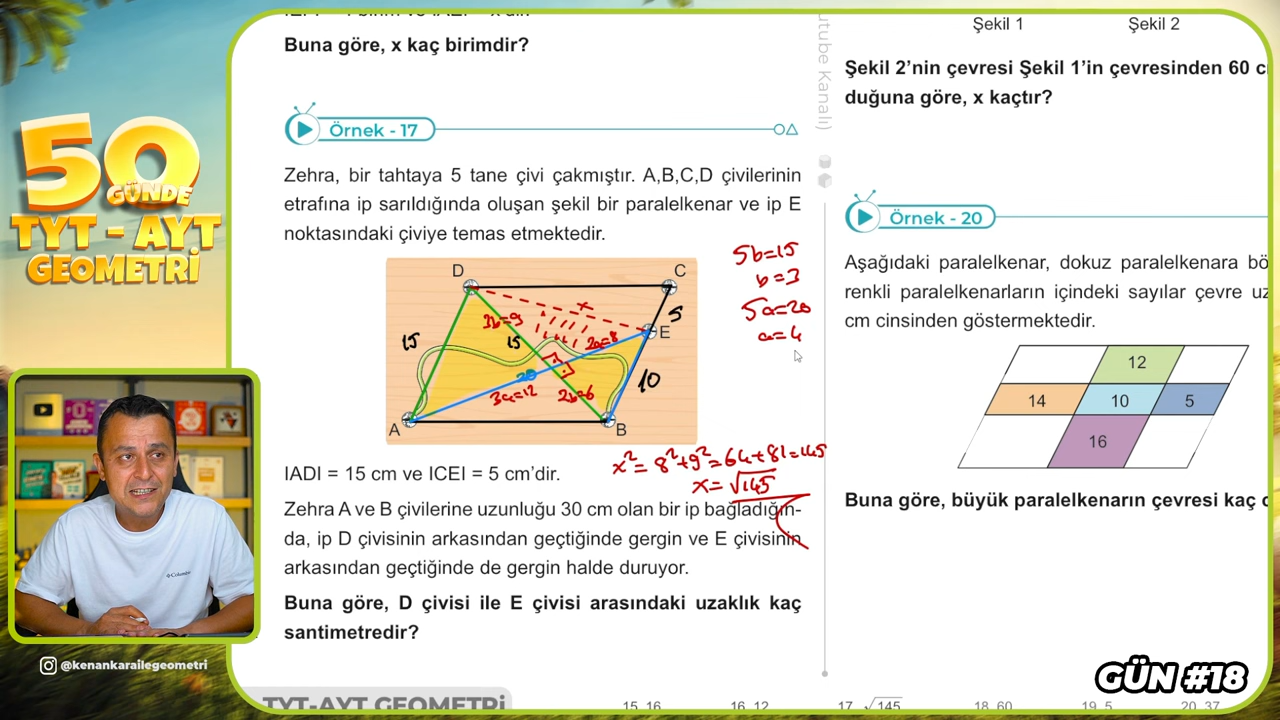 Buna göre, x kaç birimdir?
Örnek - 17
Zehra, bir tahtaya 5 tane çivi çakmıştır. A,B,C,D çivilerinin
etrafına ip sarıldığında oluşan şekil bir paralelkenar ve ip E
noktasındaki çiviye temas etmektedir.
D
C
E
A
B
15
15
5
10
x
3b=9
2a=8
20
3a=12
2b=6
5b=15
b=3
5a=20
a=4
IADI = 15 cm ve ICEI = 5 cm'dir.
x²= 8²+9²=64+81=145
x= √145
Zehra A ve B çivilerine uzunluğu 30 cm olan bir ip bağladığın-
da, ip D çivisinin arkasından geçtiğinde gergin ve E çivisinin
arkasından geçtiğinde de gergin halde duruyor.
Buna göre, D çivisi ile E çivisi arasındaki uzaklık kaç
santimetredir?
TYT-AYT GEOMETRİ
15. 16
16. 12
17. √145
18. 60
19. 5
20. 37
Kanalı)
Şekil 1
Şekil 2
Şekil 2'nin çevresi Şekil 1'in çevresinden 60 c
duğuna göre, x kaçtır?
Örnek - 20
Aşağıdaki paralelkenar, dokuz paralelkenara bö
renkli paralelkenarların içindeki sayılar çevre uz
cm cinsinden göstermektedir.
12
14
10
5
16
Buna göre, büyük paralelkenarın çevresi kaç c
50
GÜNDE
TYT - AYT
GEOMETRİ
Columbia
@kenankarailegeometri
GÜN #18